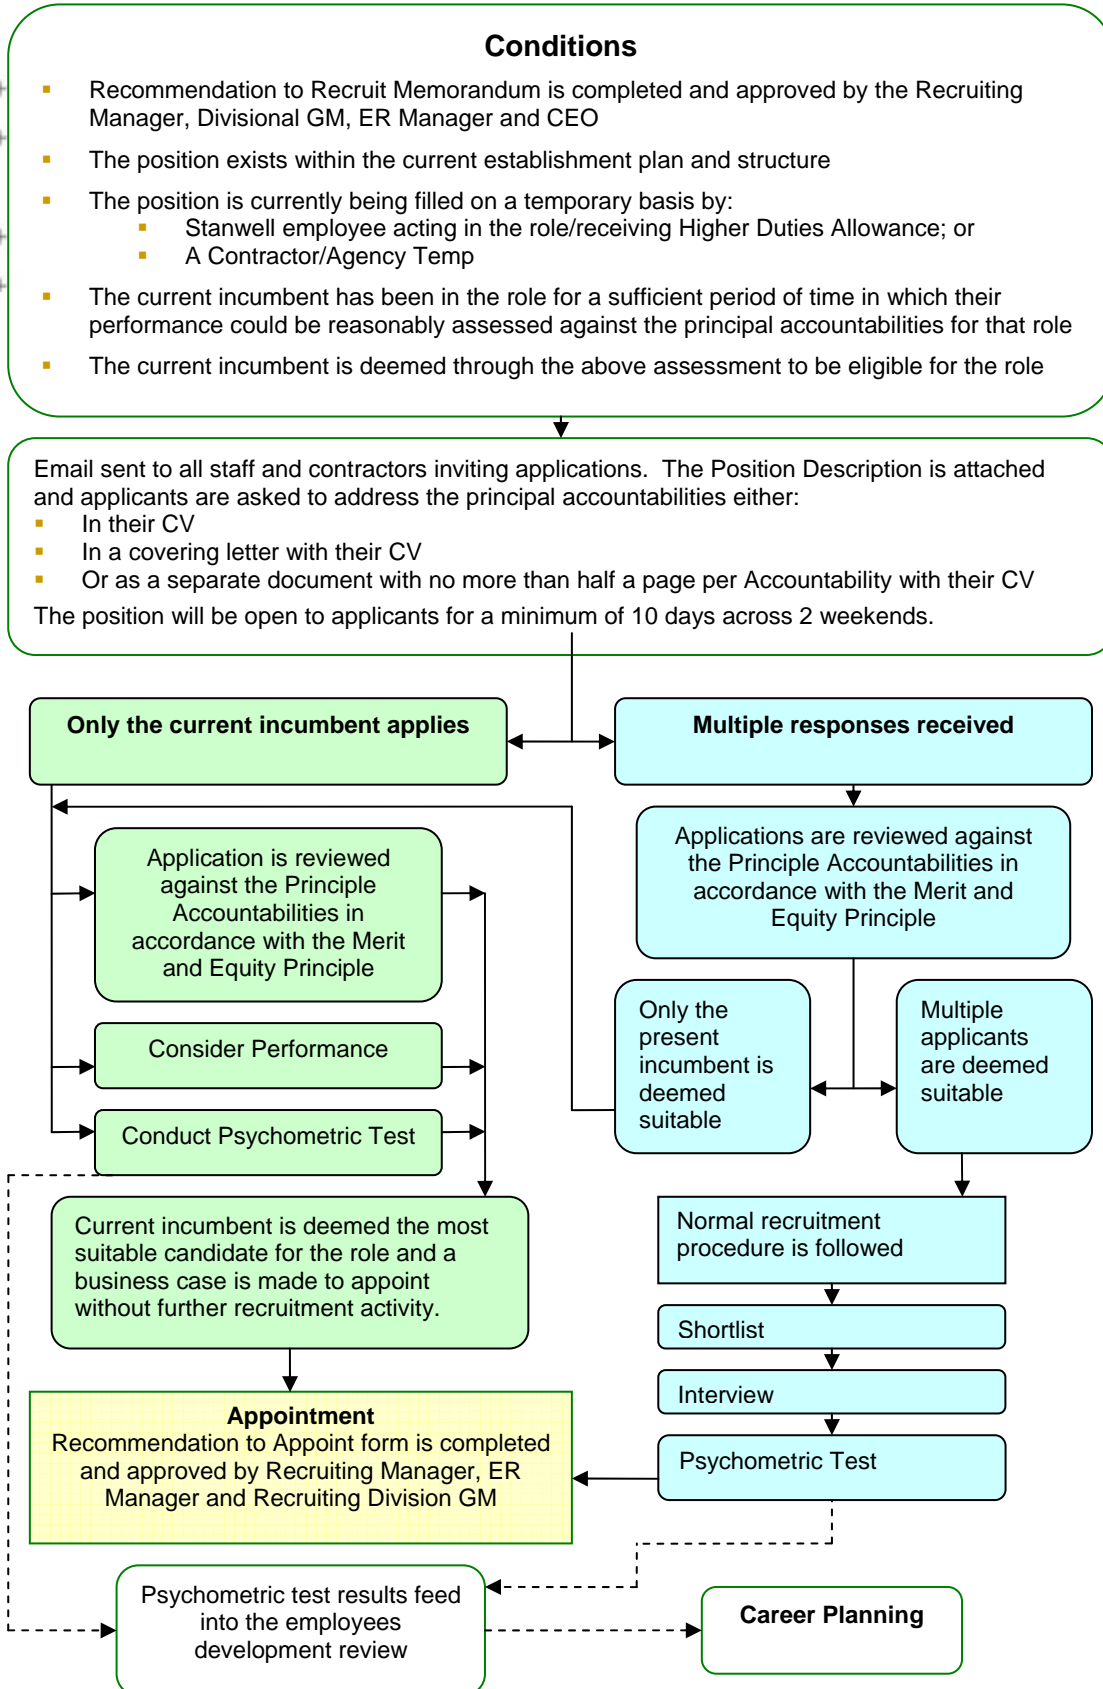 Conditions
Recommendation to Recruit Memorandum is completed and approved by the Recruiting
Manager, Divisional GM, ER Manager and CEO
The position exists within the current establishment plan and structure
The position is currently being filled on a temporary basis by:
Stanwell employee acting in the role/receiving Higher Duties Allowance; or
A Contractor/Agency Temp
The current incumbent has been in the role for a sufficient period of time in which their
performance could be reasonably assessed against the principal accountabilities for that role
The current incumbent is deemed through the above assessment to be eligible for the role
Email sent to all staff and contractors inviting applications.  The Position Description is attached
and applicants are asked to address the principal accountabilities either:
In their CV
In a covering letter with their CV
Or as a separate document with no more than half a page per Accountability with their CV
The position will be open to applicants for a minimum of 10 days across 2 weekends.
Only the current incumbent applies
Application is reviewed
against the Principle
Accountabilities in
accordance with the Merit
and Equity Principle
Consider Performance
Conduct Psychometric Test
Current incumbent is deemed the most
suitable candidate for the role and a
business case is made to appoint
without further recruitment activity.
Multiple responses received
Applications are reviewed against
the Principle Accountabilities in
accordance with the Merit and
Equity Principle
Only the
present
incumbent is
deemed
suitable
Multiple
applicants
are deemed
suitable
Normal recruitment
procedure is followed
Shortlist
Interview
Psychometric Test
Appointment
Recommendation to Appoint form is completed
and approved by Recruiting Manager, ER
Manager and Recruiting Division GM
Psychometric test results feed
into the employees
development review
Career Planning